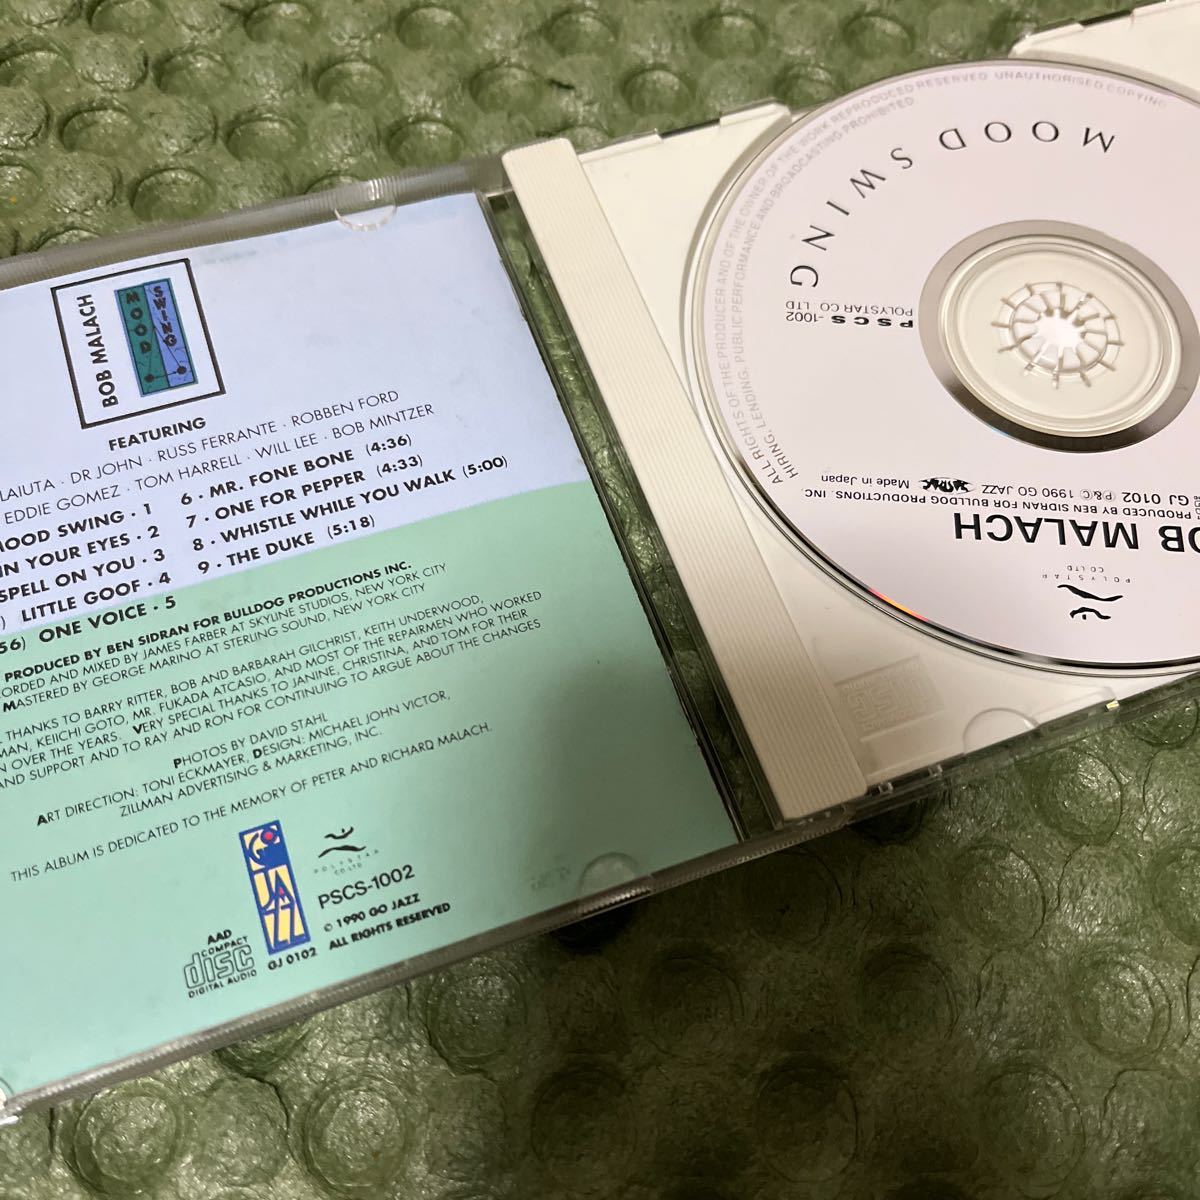 BOB MALACH
MOOD
SWING
FEATURING
LAIUTA · DR JOHN · RUSS FERRANTE · ROBBEN FORD
EDDIE GOMEZ · TOM HARRELL · WILL LEE · BOB MINTZER
MOOD SWING · 1
IN YOUR EYES · 2
SPELL ON YOU · 3
LITTLE GOOF · 4
56) ONE VOICE · 5
6 · MR. FONE BONE (4:36)
7 · ONE FOR PEPPER (4:33)
8 · WHISTLE WHILE YOU WALK (5:00)
9 · THE DUKE (5:18)
PRODUCED BY BEN SIDRAN FOR BULLDOG PRODUCTIONS INC.
ORDED AND MIXED BY JAMES FARBER AT SKYLINE STUDIOS, NEW YORK CITY
MASTERED BY GEORGE MARINO AT STERLING SOUND, NEW YORK CITY
THANKS TO BARRY RITTER, BOB AND BARBARAH GILCHRIST, KEITH UNDERWOOD,
MAN, KEIICHI GOTO, MR. FUKADA ATCASIO, AND MOST OF THE REPAIRMEN WHO WORKED
N OVER THE YEARS. VERY SPECIAL THANKS TO JANINE, CHRISTINA, AND TOM FOR THEIR
AND SUPPORT AND TO RAY AND RON FOR CONTINUING TO ARGUE ABOUT THE CHANGES
PHOTOS BY DAVID STAHL
ART DIRECTION: TONI ECKMAYER, DESIGN: MICHAEL JOHN VICTOR,
ZILLMAN ADVERTISING & MARKETING, INC.
THIS ALBUM IS DEDICATED TO THE MEMORY OF PETER AND RICHARD MALACH.
GO JAZZ
POLYSTAR
CO.LTD
PSCS-1002
AAD
COMPACT
disc
DIGITAL AUDIO
GJ 0102
© 1990 GO JAZZ
ALL RIGHTS RESERVED
POLYSTAR
CO.LTD
OB MALACH
PRODUCED BY BEN SIDRAN FOR BULLDOG PRODUCTIONS, INC
GJ 0102 ℗&© 1990 GO JAZZ
Made in Japan
PSCS-1002
POLYSTAR CO. LTD
MOOD SWING
ALL RIGHTS OF THE PRODUCER AND OF THE OWNER OF THE WORK REPRODUCED RESERVED UNAUTHORISED COPYING
HIRING, LENDING, PUBLIC PERFORMANCE AND BROADCASTING PROHIBITED